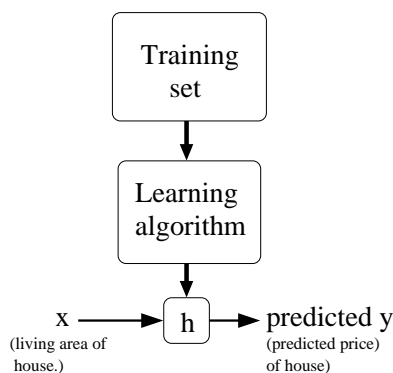 Training
set
Learning
algorithm
x
h
predicted y
(living area of
house.)
(predicted price)
of house)